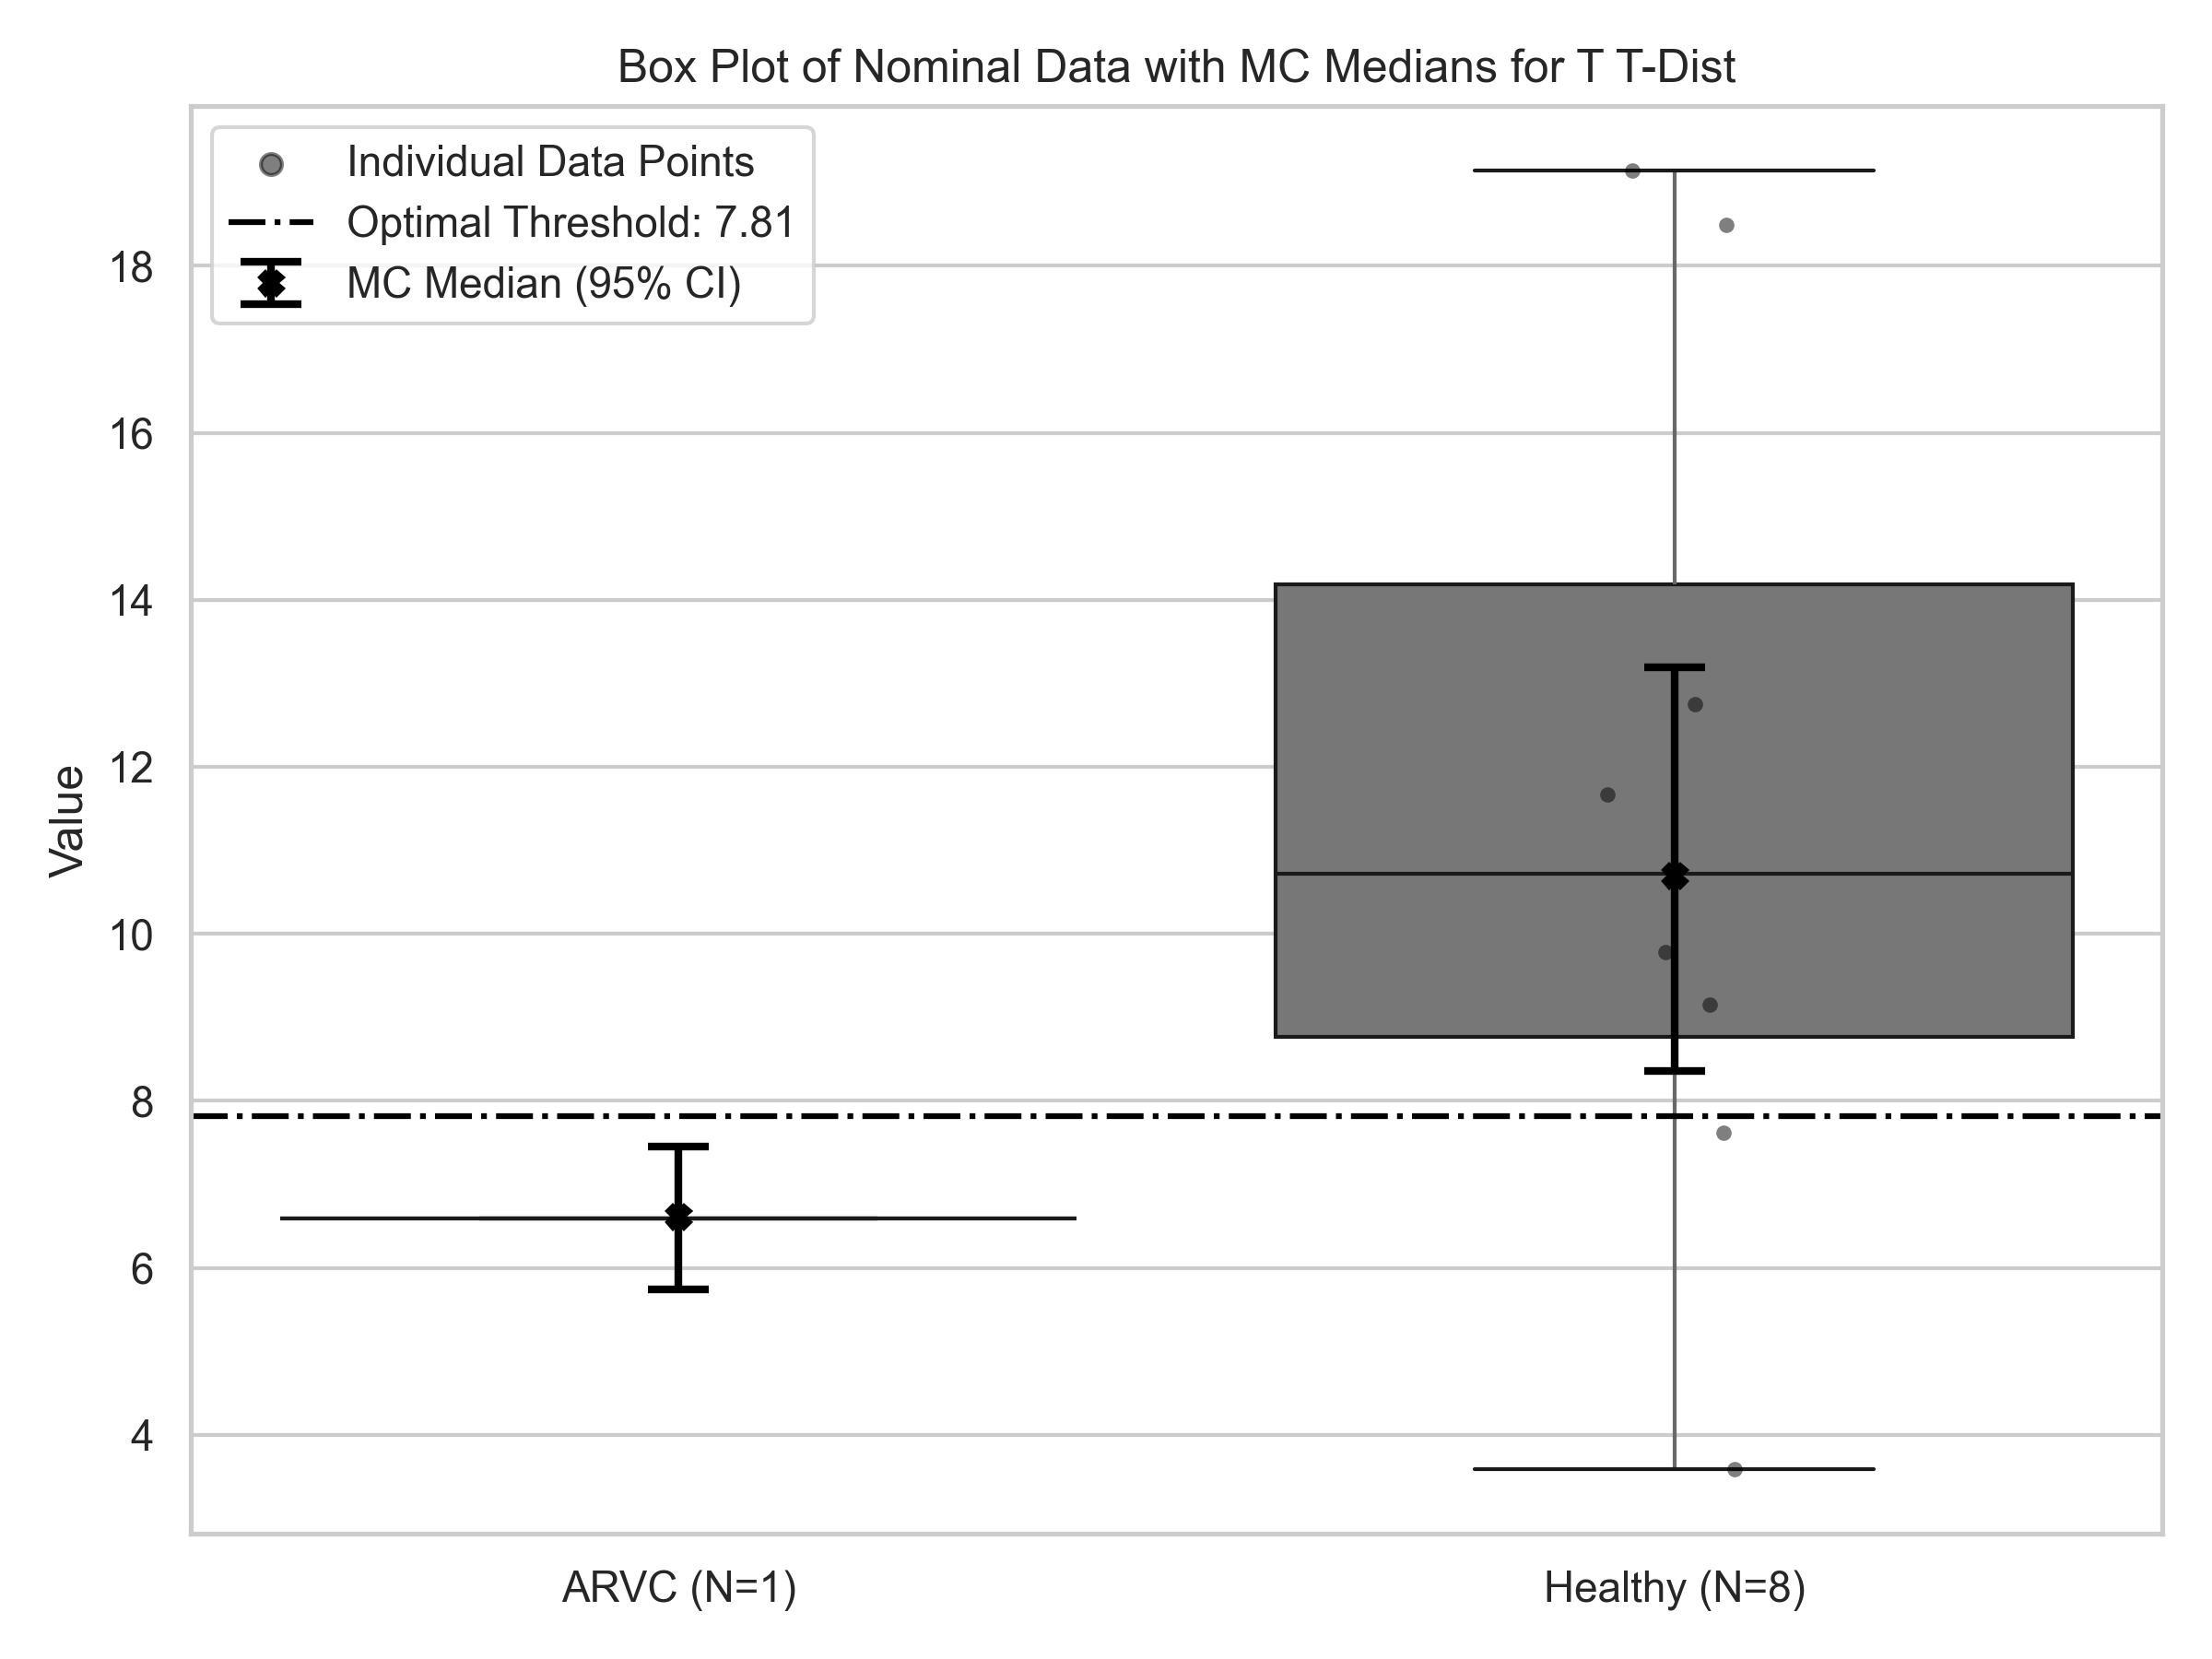 Box Plot of Nominal Data with MC Medians for T T-Dist
Individual Data Points
Optimal Threshold: 7.81
MC Median (95% CI)
18
16
14
12
10
8
6
4
Value
ARVC (N=1)
Healthy (N=8)